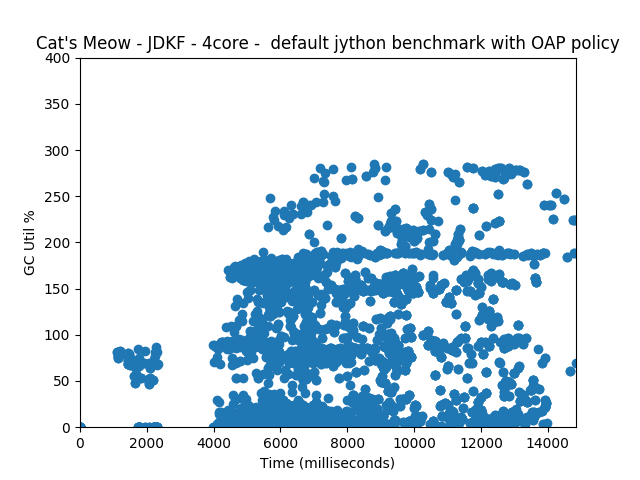 Cat's Meow - JDKF - 4core -  default jython benchmark with OAP policy
400
350
300
250
200
150
100
50
0
GC Util %
0 2000 4000 6000 8000 10000 12000 14000
Time (milliseconds)